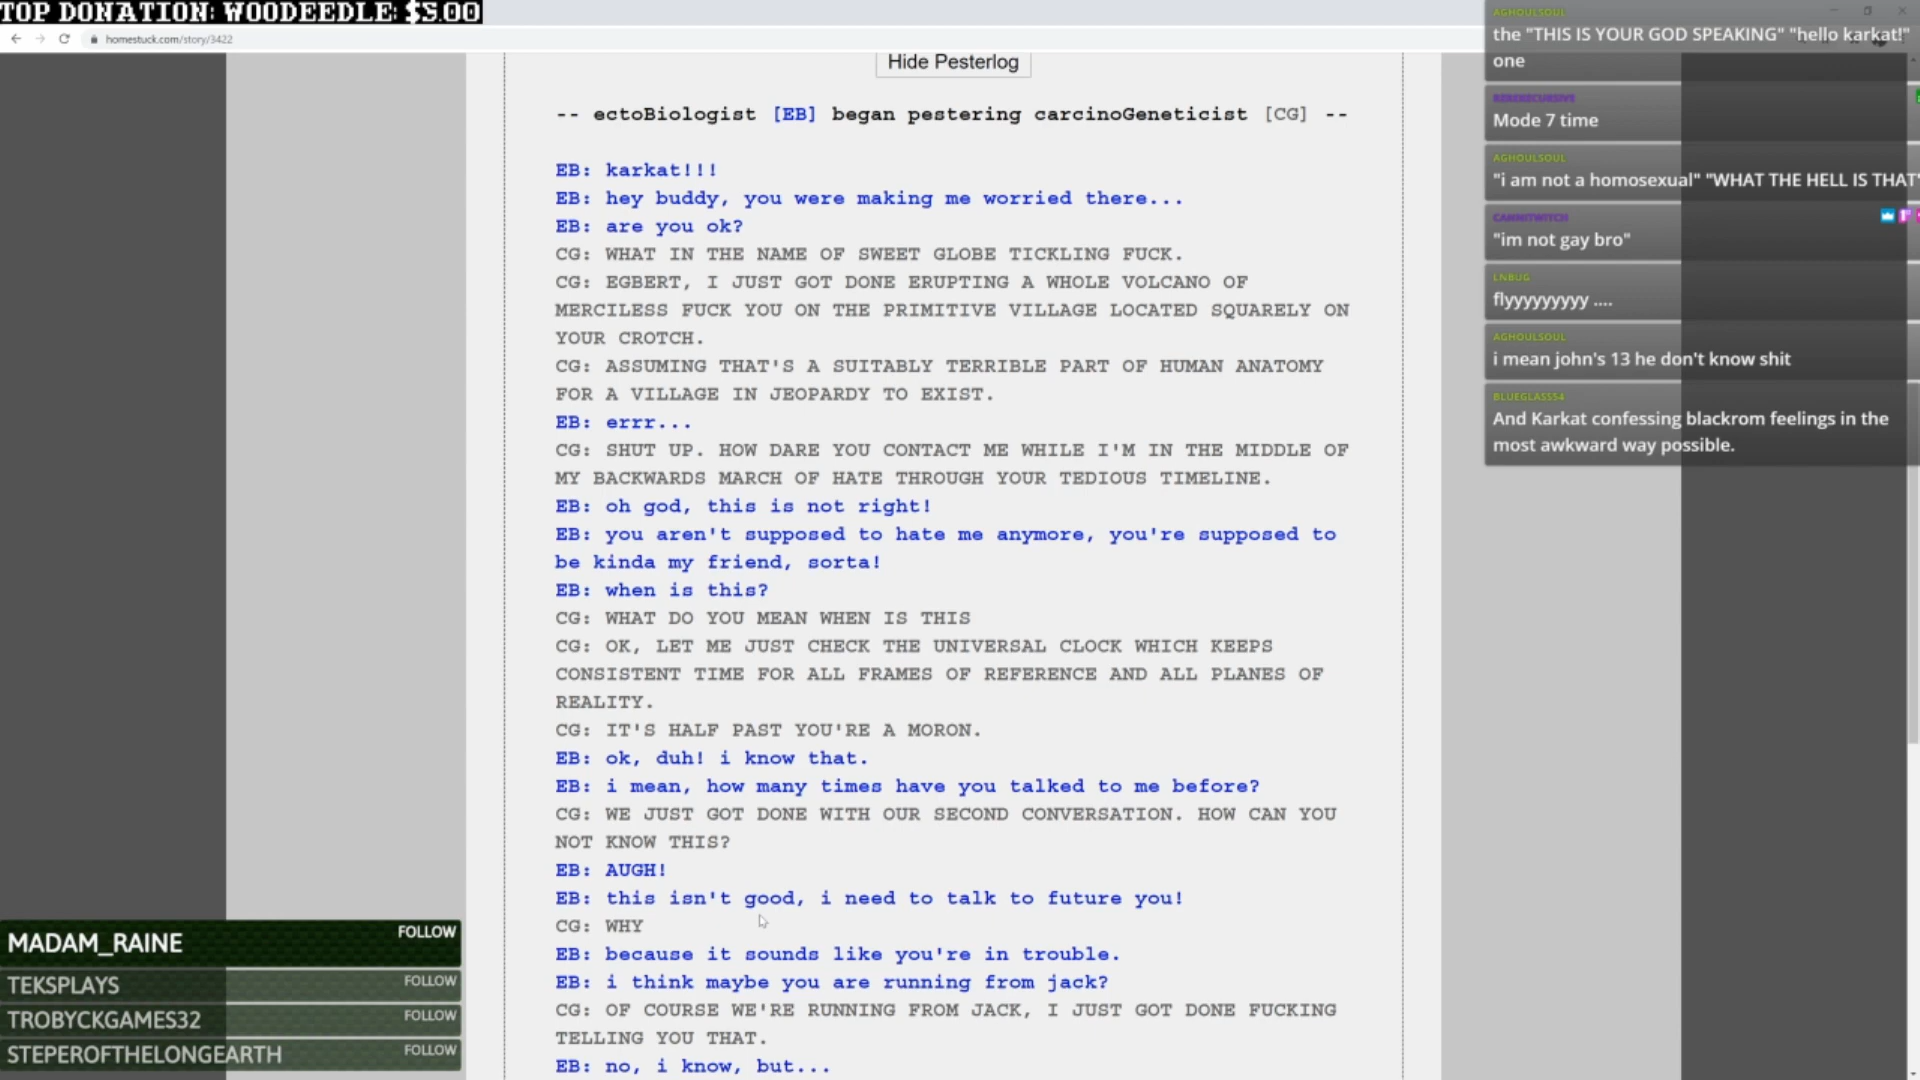 TOP DONATION: WOODEEDLE: $5.00
homestuck.com/story/3422
Hide Pesterlog
-- ectoBiologist [EB] began pestering carcinoGeneticist [CG] --
EB: karkat!!!
EB: hey buddy, you were making me worried there...
EB: are you ok?
CG: WHAT IN THE NAME OF SWEET GLOBE TICKLING FUCK.
CG: EGBERT, I JUST GOT DONE ERUPTING A WHOLE VOLCANO OF
MERCILESS FUCK YOU ON THE PRIMITIVE VILLAGE LOCATED SQUARELY ON
YOUR CROTCH.
CG: ASSUMING THAT'S A SUITABLY TERRIBLE PART OF HUMAN ANATOMY
FOR A VILLAGE IN JEOPARDY TO EXIST.
EB: errr...
CG: SHUT UP. HOW DARE YOU CONTACT ME WHILE I'M IN THE MIDDLE OF
MY BACKWARDS MARCH OF HATE THROUGH YOUR TEDIOUS TIMELINE.
EB: oh god, this is not right!
EB: you aren't supposed to hate me anymore, you're supposed to
be kinda my friend, sorta!
EB: when is this?
CG: WHAT DO YOU MEAN WHEN IS THIS
CG: OK, LET ME JUST CHECK THE UNIVERSAL CLOCK WHICH KEEPS
CONSISTENT TIME FOR ALL FRAMES OF REFERENCE AND ALL PLANES OF
REALITY.
CG: IT'S HALF PAST YOU'RE A MORON.
EB: ok, duh! i know that.
EB: i mean, how many times have you talked to me before?
CG: WE JUST GOT DONE WITH OUR SECOND CONVERSATION. HOW CAN YOU
NOT KNOW THIS?
EB: AUGH!
EB: this isn't good, i need to talk to future you!
CG: WHY
EB: because it sounds like you're in trouble.
EB: i think maybe you are running from jack?
CG: OF COURSE WE'RE RUNNING FROM JACK, I JUST GOT DONE FUCKING
TELLING YOU THAT.
EB: no, i know, but...
AGHOULSOUL
the "THIS IS YOUR GOD SPEAKING" "hello karkat!"
one
Mode 7 time
AGHOULSOUL
"i am not a homosexual" "WHAT THE HELL IS THAT"
"im not gay bro"
LNBUG
flyyyyyyyyy ....
AGHOULSOUL
i mean john's 13 he don't know shit
BLUEGLASS54
And Karkat confessing blackrom feelings in the
most awkward way possible.
MADAM_RAINE FOLLOW
TEKSPLAYS FOLLOW
TROBYCKGAMES32 FOLLOW
STEPEROFTHELONGEARTH FOLLOW